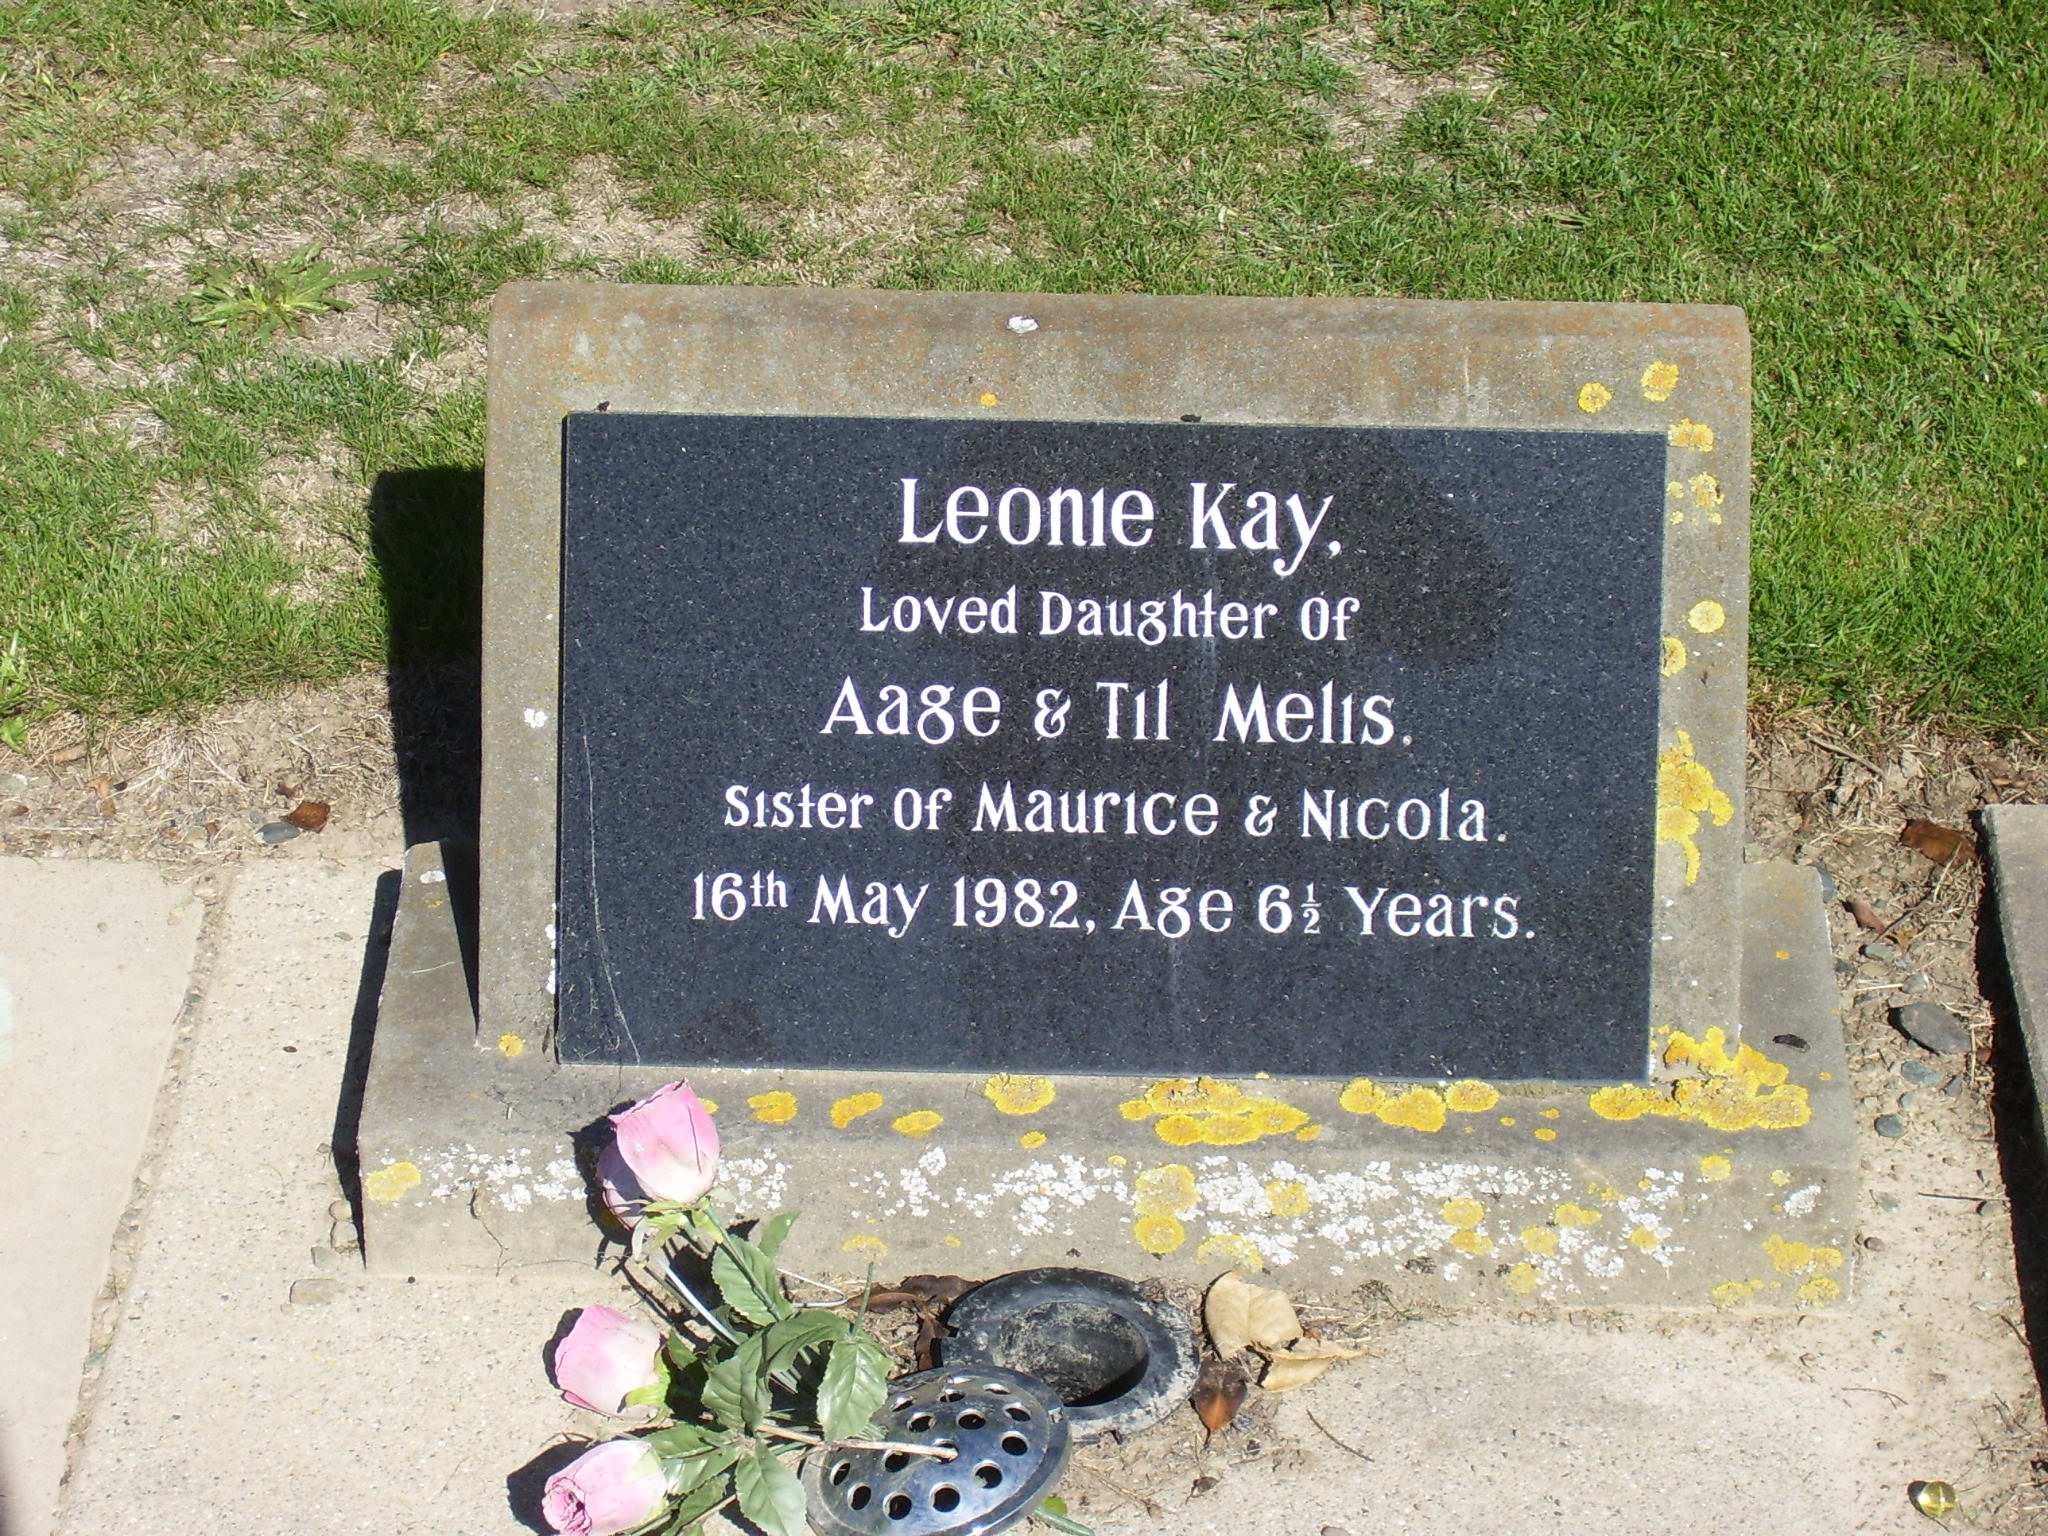 Leonie Kay,
Loved Daughter Of
Aage & Til Melis.
Sister Of Maurice & Nicola.
16th May 1982, Age 6½ Years.